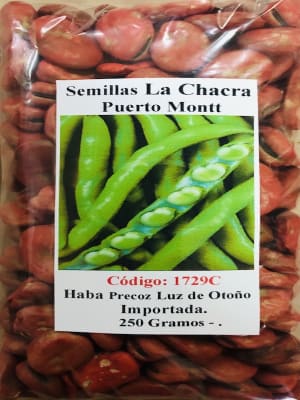 Semillas La Chacra
Puerto Montt
Código: 1729C
Haba Precoz Luz de Otoño
Importada.
250 Gramos - .